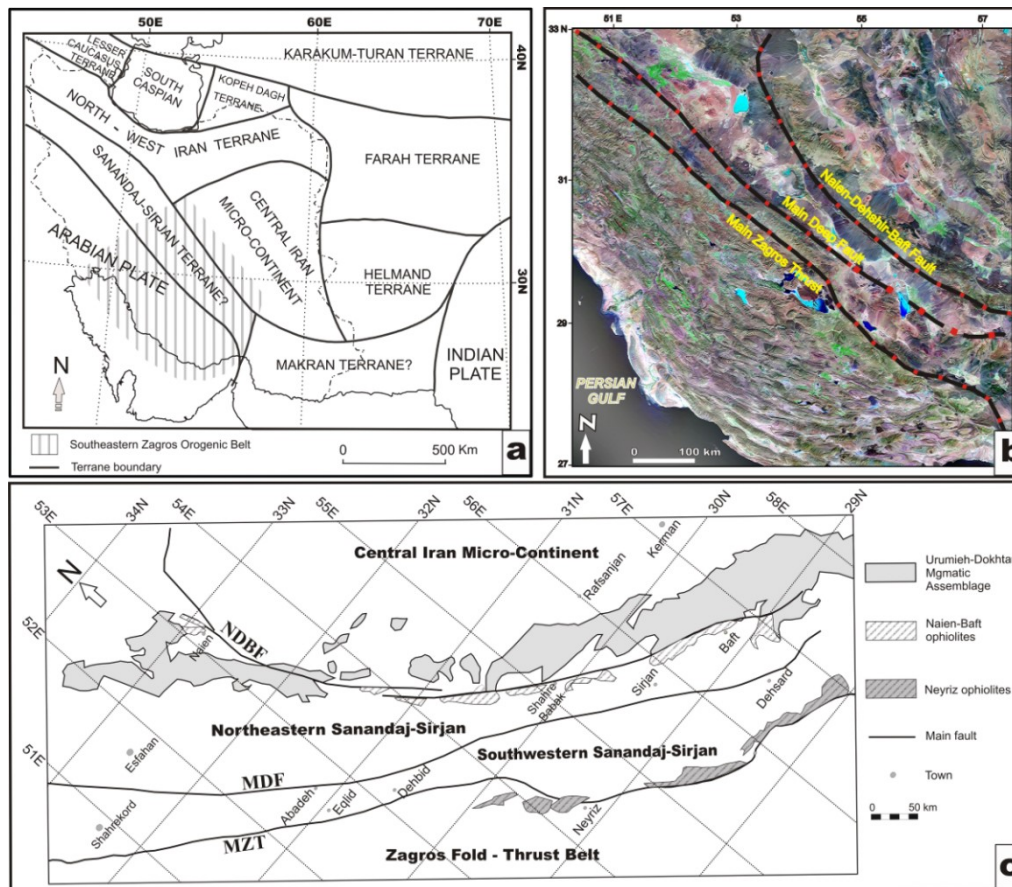 50E
60E
70E
40N
KARAKUM-TURAN TERRANE
LESSER
CAUCASUS
TERRANE
SOUTH
CASPIAN
KOPEH DAGH
TERRANE
NORTH - WEST IRAN TERRANE
FARAH TERRANE
SANANDAJ-SIRJAN TERRANE?
CENTRAL IRAN
MICRO-CONTINENT
ARABIAN PLATE
HELMAND
TERRANE
30N
MAKRAN TERRANE?
INDIAN
PLATE
N
Southeastern Zagros Orogenic Belt
Terrane boundary
0 500 Km
a
33N
51 E
53
55
57
31
29
27
Naien-Dehshir-Baft Fault
Main Deep Fault
Main Zagros Thrust
PERSIAN
GULF
N
0 100 Km
b
53E
34N
54E
33N
55E
32N
56E
31N
57E
30N
58E
29N
52E
51E
N
Central Iran Micro-Continent
Kerman
Rafsanjan
Naien
NDBF
Baft
Sirjan
Shahre-
Babak
Dehsard
Northeastern Sanandaj-Sirjan
Southwestern Sanandaj-Sirjan
Esfahan
MDF
Abadeh
Eqlid
Dehbid
Shahrekord
MZT
Neyriz
Zagros Fold - Thrust Belt
Urumieh-Dokhta
Mgmatic
Assemblage
Naien-Baft
ophiolites
Neyriz ophiolites
Main fault
Town
0 50 km
c